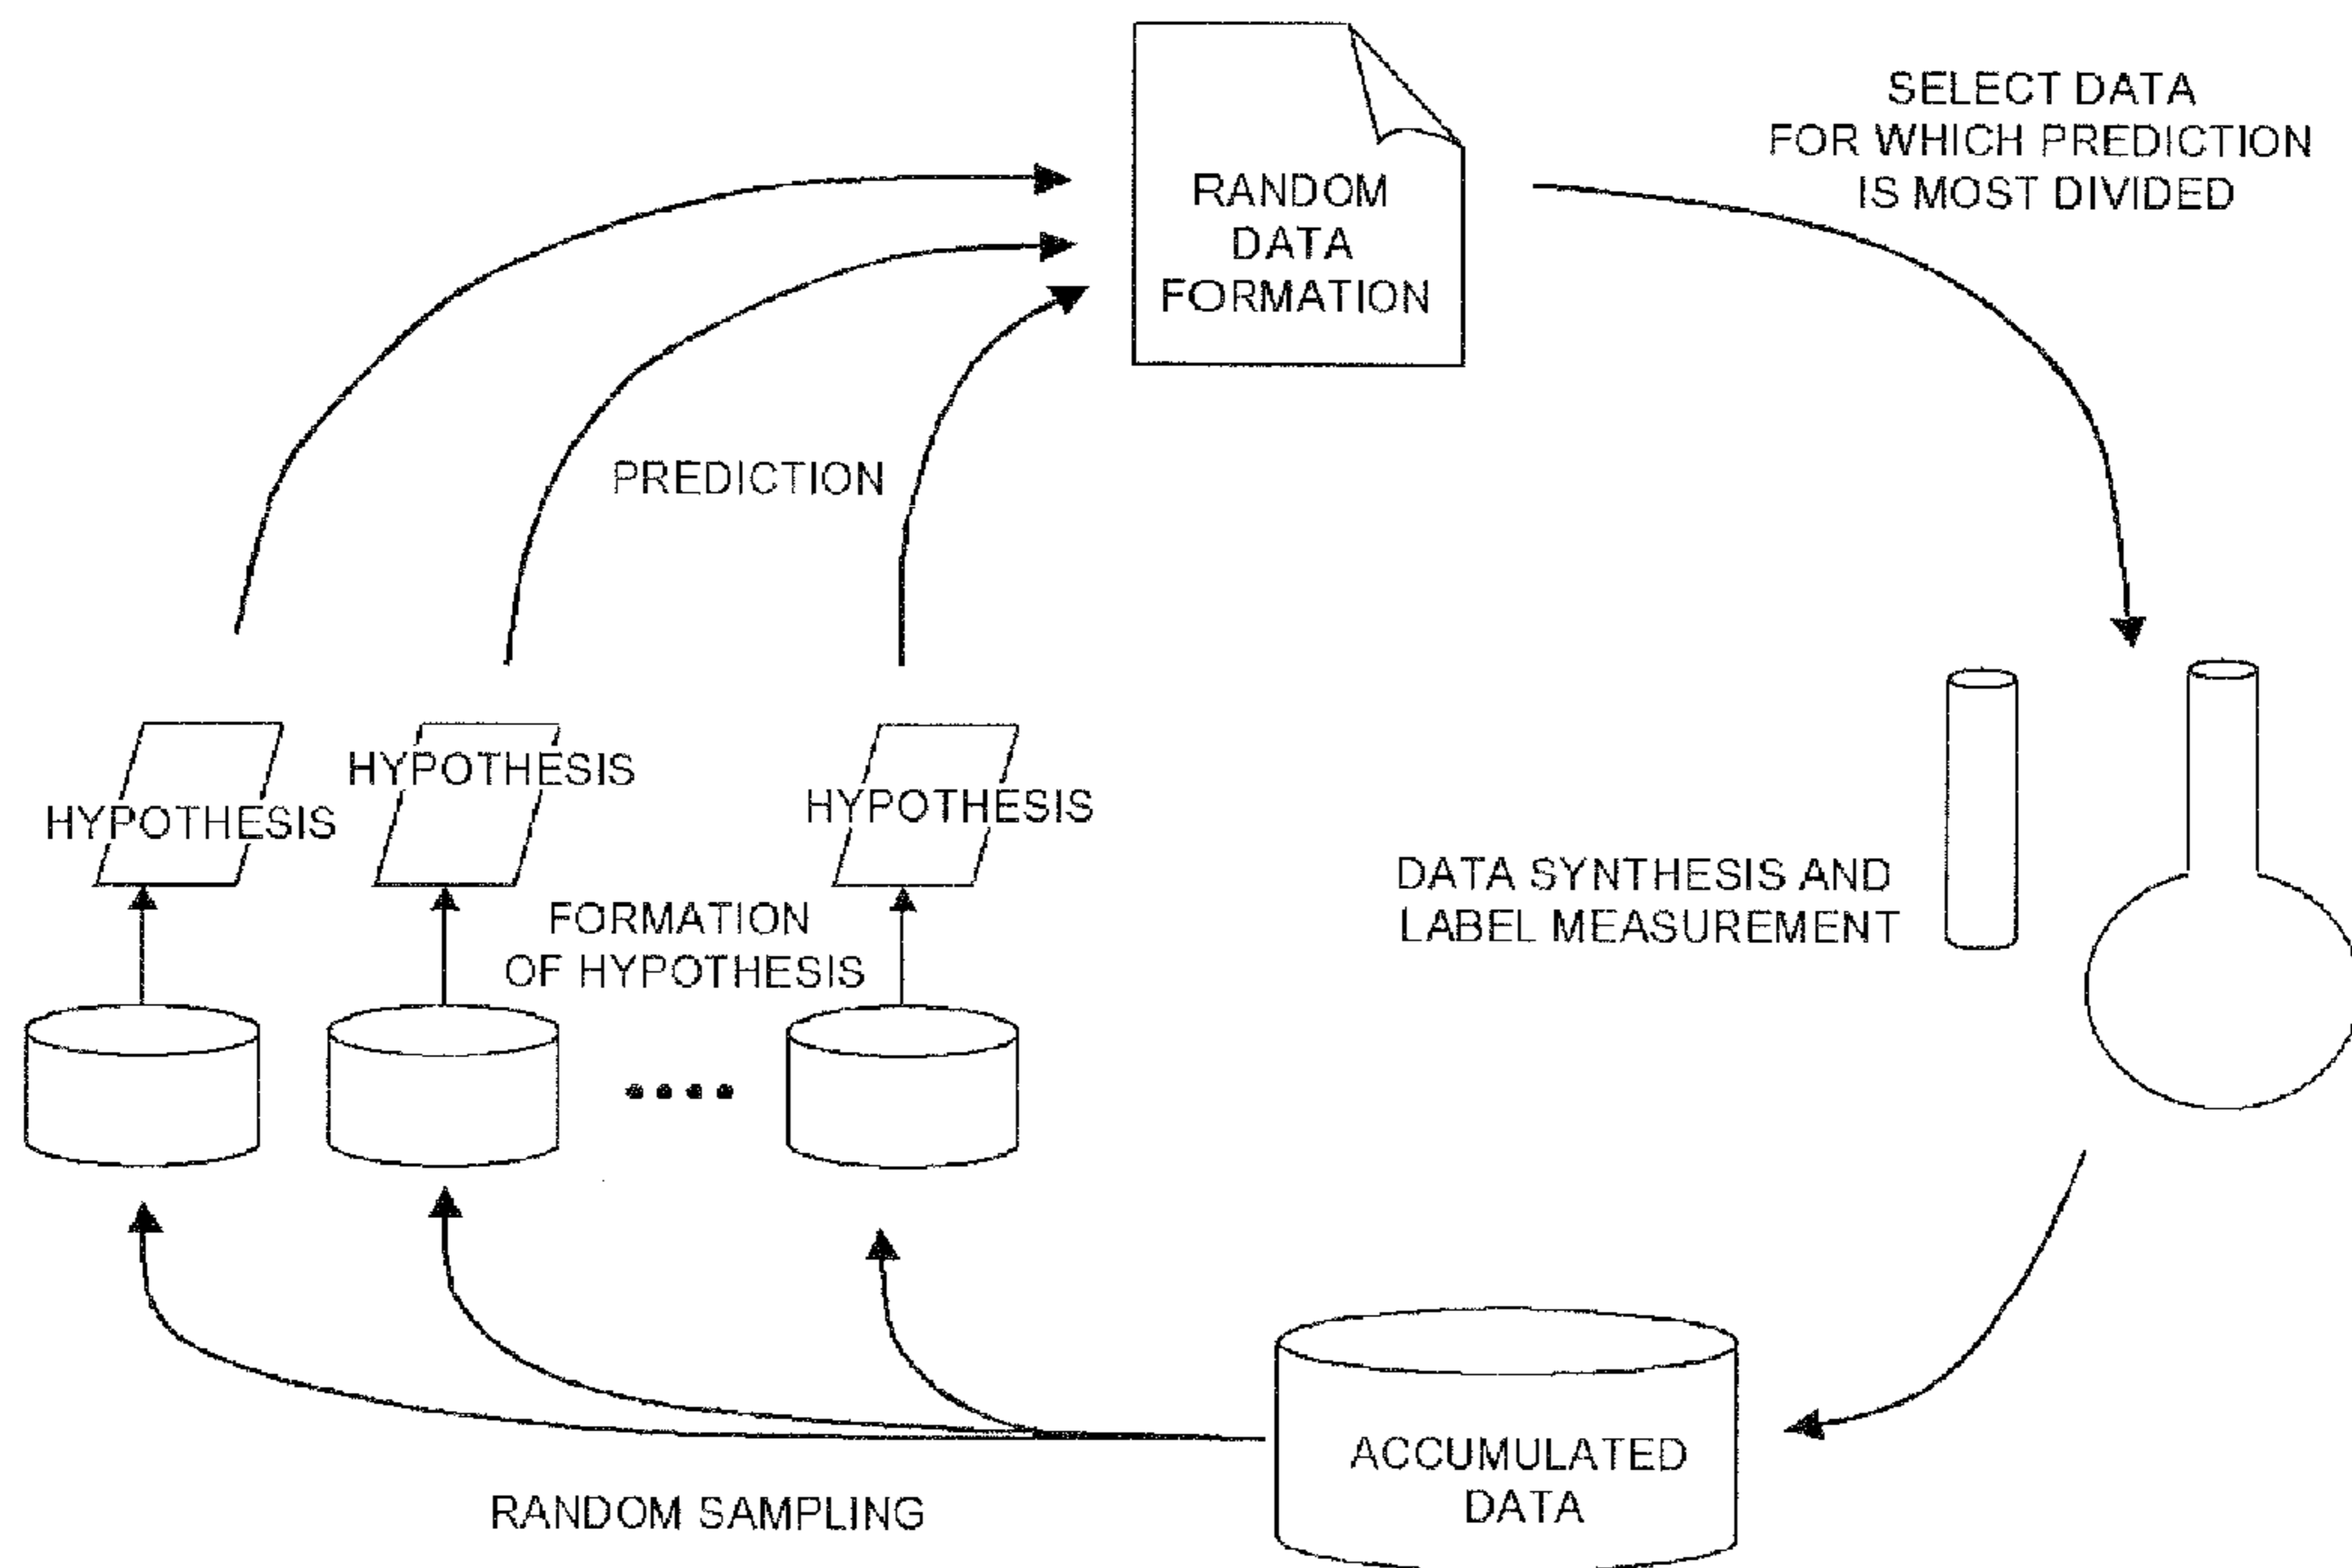 SELECT DATA
FOR WHICH PREDICTION
IS MOST DIVIDED
RANDOM
DATA
FORMATION
PREDICTION
HYPOTHESIS
HYPOTHESIS
HYPOTHESIS
FORMATION
OF HYPOTHESIS
DATA SYNTHESIS AND
LABEL MEASUREMENT
ACCUMULATED
DATA
RANDOM SAMPLING